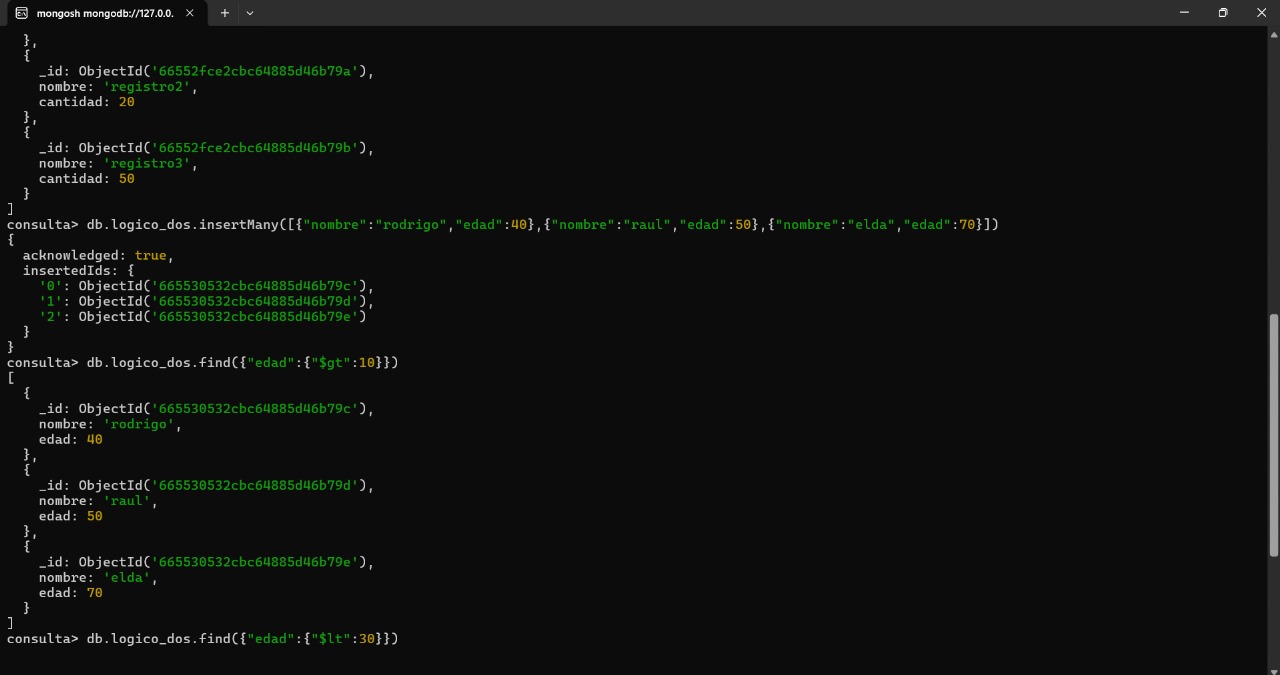 mongosh mongodb://127.0.0.
},
{
_id: ObjectId('66552fce2cbc64885d46b79a'),
nombre: 'registro2',
cantidad: 20
},
{
_id: ObjectId('66552fce2cbc64885d46b79b'),
nombre: 'registro3',
cantidad: 50
}
]
consulta> db.logico_dos.insertMany([{"nombre":"rodrigo","edad":40},{"nombre":"raul","edad":50},{"nombre":"elda","edad":70}])
{
acknowledged: true,
insertedIds: {
'0': ObjectId('665530532cbc64885d46b79c'),
'1': ObjectId('665530532cbc64885d46b79d'),
'2': ObjectId('665530532cbc64885d46b79e')
}
}
consulta> db.logico_dos.find({"edad":{"$gt":10}})
[
{
_id: ObjectId('665530532cbc64885d46b79c'),
nombre: 'rodrigo',
edad: 40
},
{
_id: ObjectId('665530532cbc64885d46b79d'),
nombre: 'raul',
edad: 50
},
{
_id: ObjectId('665530532cbc64885d46b79e'),
nombre: 'elda',
edad: 70
}
]
consulta> db.logico_dos.find({"edad":{"$lt":30}})